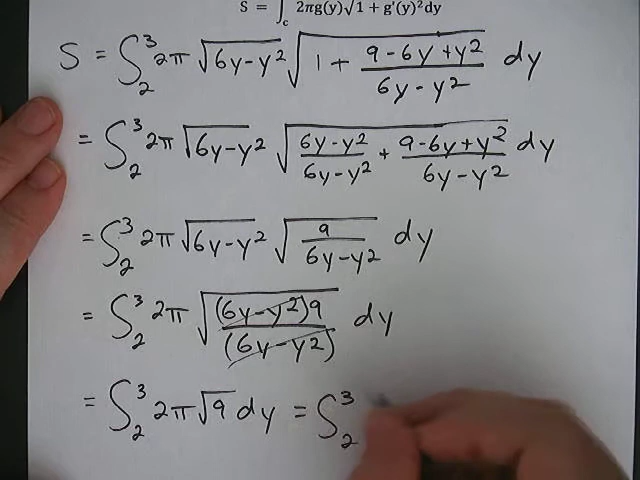 S = ∫_c 2πg(y)√1 + g'(y)²dy
S = ∫₂³ 2π √(6y-y²) √(1 + (9-6y+y²)/(6y-y²)) dy
= ∫₂³ 2π √(6y-y²) √((6y-y²)/(6y-y²) + (9-6y+y²)/(6y-y²)) dy
= ∫₂³ 2π √(6y-y²) √(9/(6y-y²)) dy
= ∫₂³ 2π √((6y-y²)9/(6y-y²)) dy
= ∫₂³ 2π √9 dy = ∫₂³